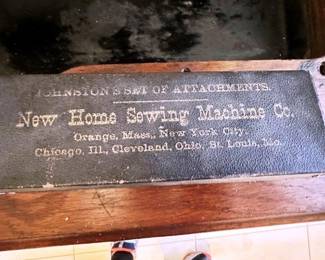 JOHNSTON'S SET OF ATTACHMENTS.
New Home Sewing Machine Co.
Orange, Mass., New York City.
Chicago, Ill., Cleveland, Ohio, St. Louis, Mo.